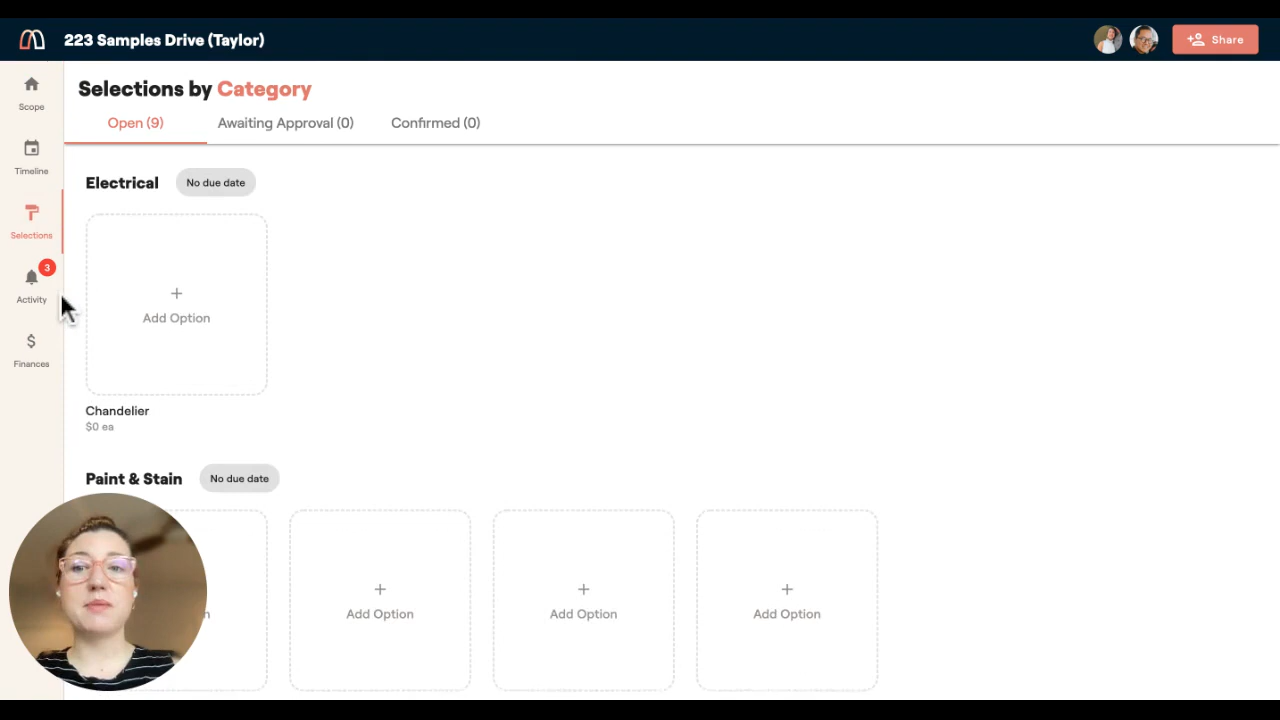 223 Samples Drive (Taylor)
Share
Scope
Timeline
Selections
3
Activity
Finances
Selections by Category
Open (9)
Awaiting Approval (0)
Confirmed (0)
Electrical
No due date
Add Option
Chandelier
$0 ea
Paint & Stain
No due date
Add Option
Add Option
Add Option